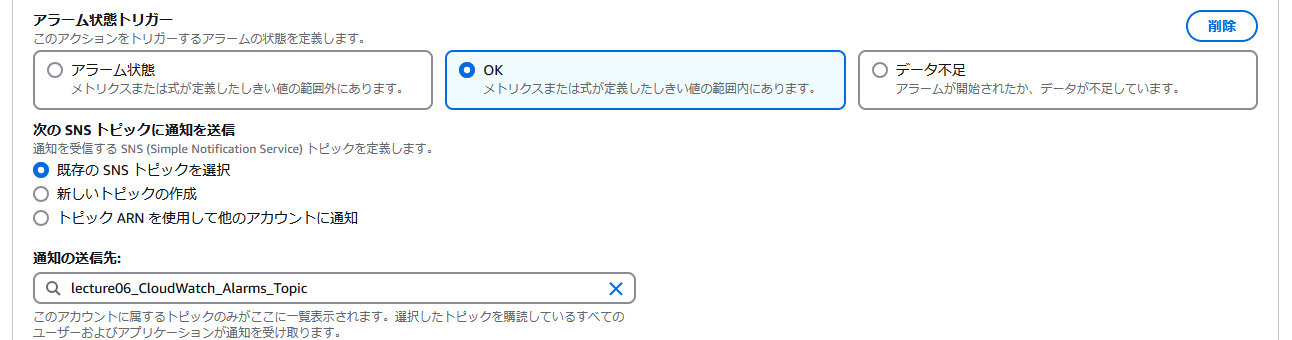 アラーム状態トリガー
このアクションをトリガーするアラームの状態を定義します。
削除
アラーム状態
メトリクスまたは式が定義したしきい値の範囲外にあります。
OK
メトリクスまたは式が定義したしきい値の範囲内にあります。
データ不足
アラームが開始されたか、データが不足しています。
次の SNS トピックに通知を送信
通知を受信する SNS (Simple Notification Service) トピックを定義します。
既存の SNS トピックを選択
新しいトピックの作成
トピック ARN を使用して他のアカウントに通知
通知の送信先:
lecture06_CloudWatch_Alarms_Topic
このアカウントに属するトピックのみがここに一覧表示されます。選択したトピックを購読しているすべての
ユーザーおよびアプリケーションが通知を受け取ります。